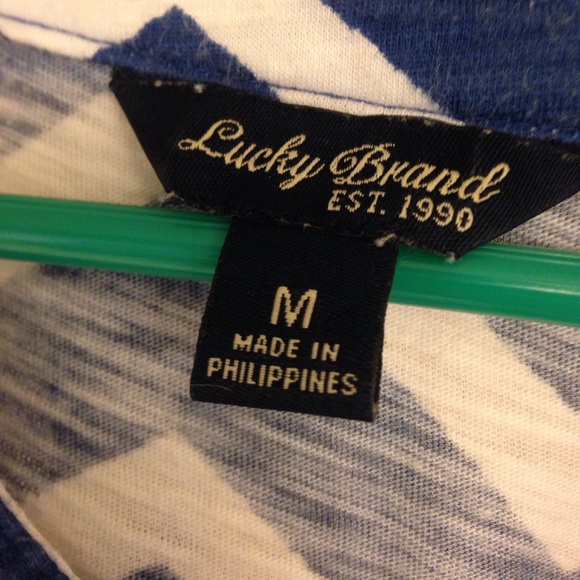 Lucky Brand
EST. 1990
M
MADE IN
PHILIPPINES